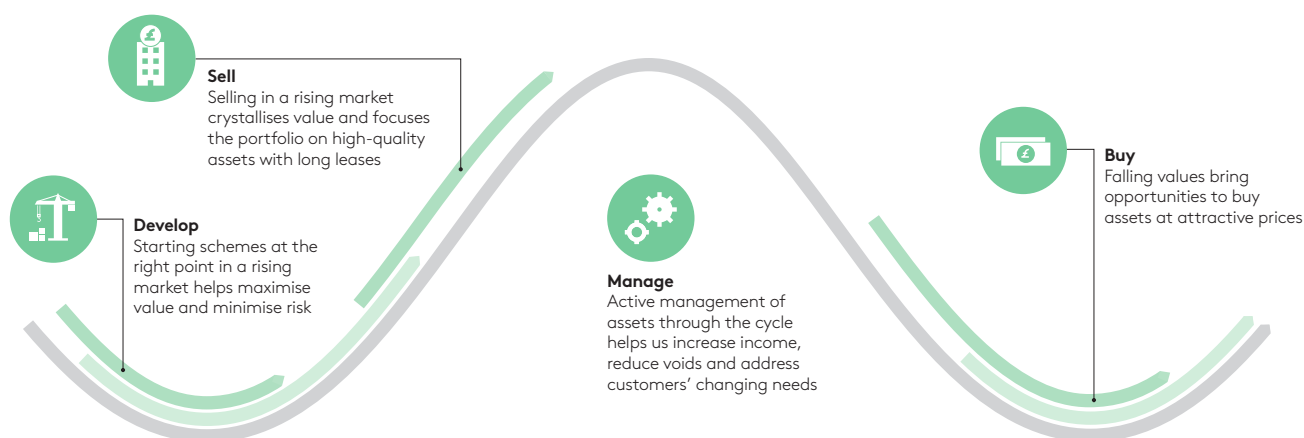 £
Sell
Selling in a rising market
crystallises value and focuses
the portfolio on high-quality
assets with long leases
Develop
Starting schemes at the
right point in a rising
market helps maximise
value and minimise risk
Manage
Active management of
assets through the cycle
helps us increase income,
reduce voids and address
customers’ changing needs
£
Buy
Falling values bring
opportunities to buy
assets at attractive prices